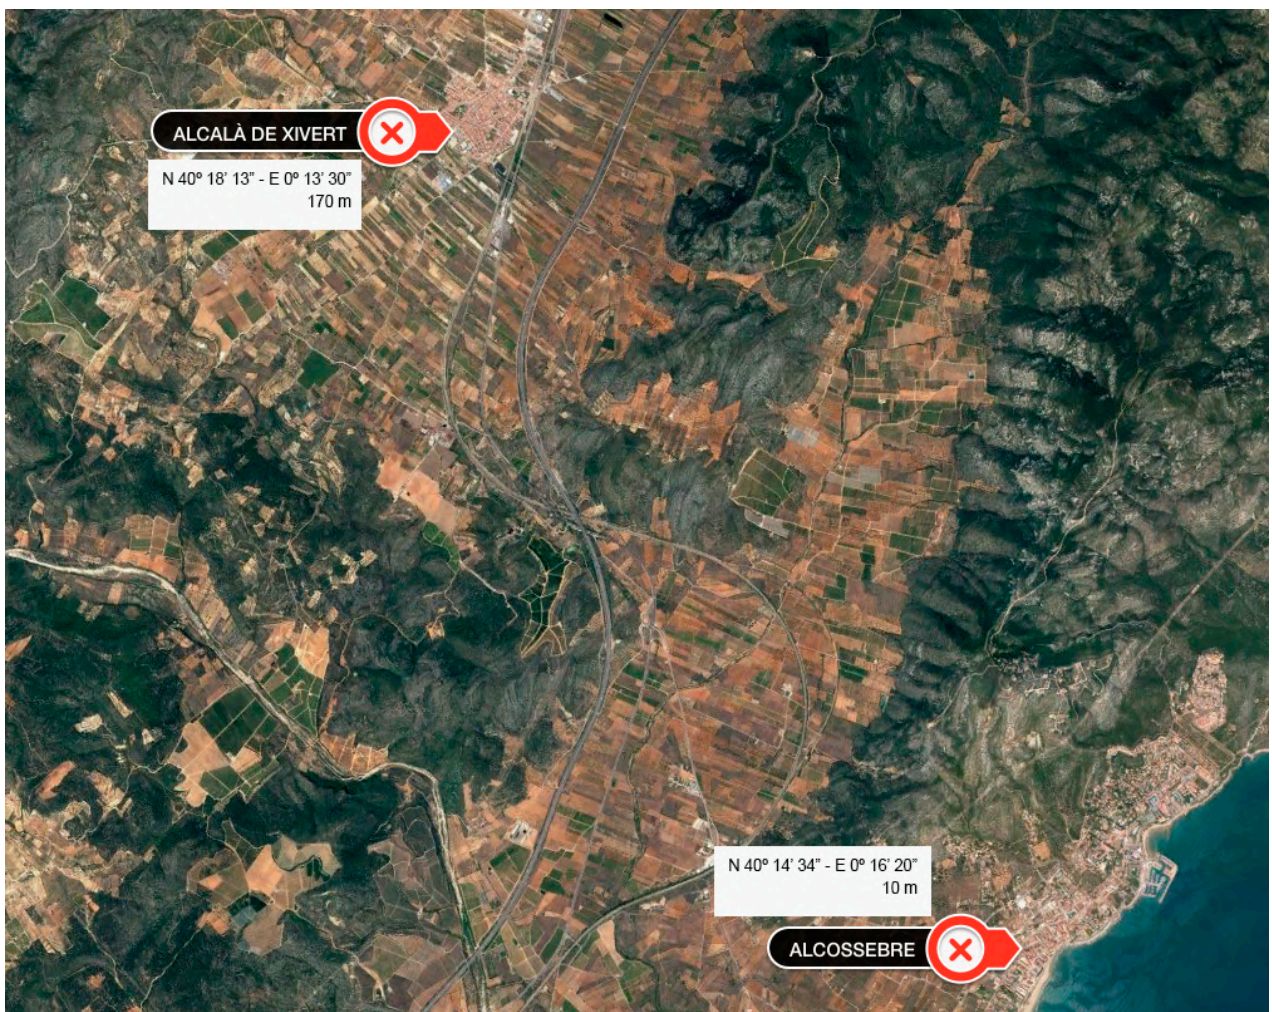 ALCALÀ DE XIVERT
N 40º 18’ 13” - E 0º 13’ 30”
170 m
N 40º 14’ 34” - E 0º 16’ 20”
10 m
ALCOSSEBRE